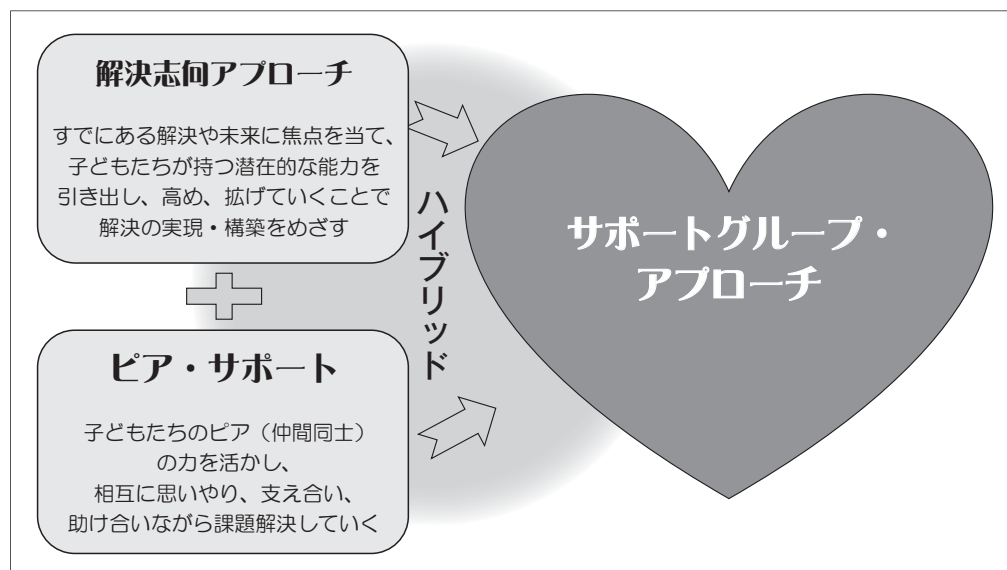 解決志向アプローチ
すでにある解決や未来に焦点を当て、
子どもたちが持つ潜在的な能力を
引き出し、高め、拡げていくことで
解決の実現・構築をめざす
ピア・サポート
子どもたちのピア（仲間同士）
の力を活かし、
相互に思いやり、支え合い、
助け合いながら課題解決していく
ハイブリッド
サポートグループ・
アプローチ